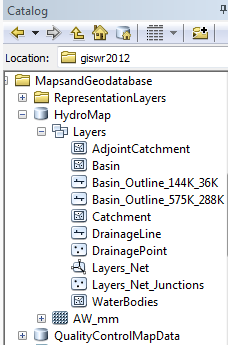 Catalog
Location: giswr2012
MapsandGeodatabase
RepresentationLayers
HydroMap
Layers
AdjointCatchment
Basin
Basin_Outline_144K_36K
Basin_Outline_575K_288K
Catchment
DrainageLine
DrainagePoint
Layers_Net
Layers_Net_Junctions
WaterBodies
AW_mm
QualityControlMapData